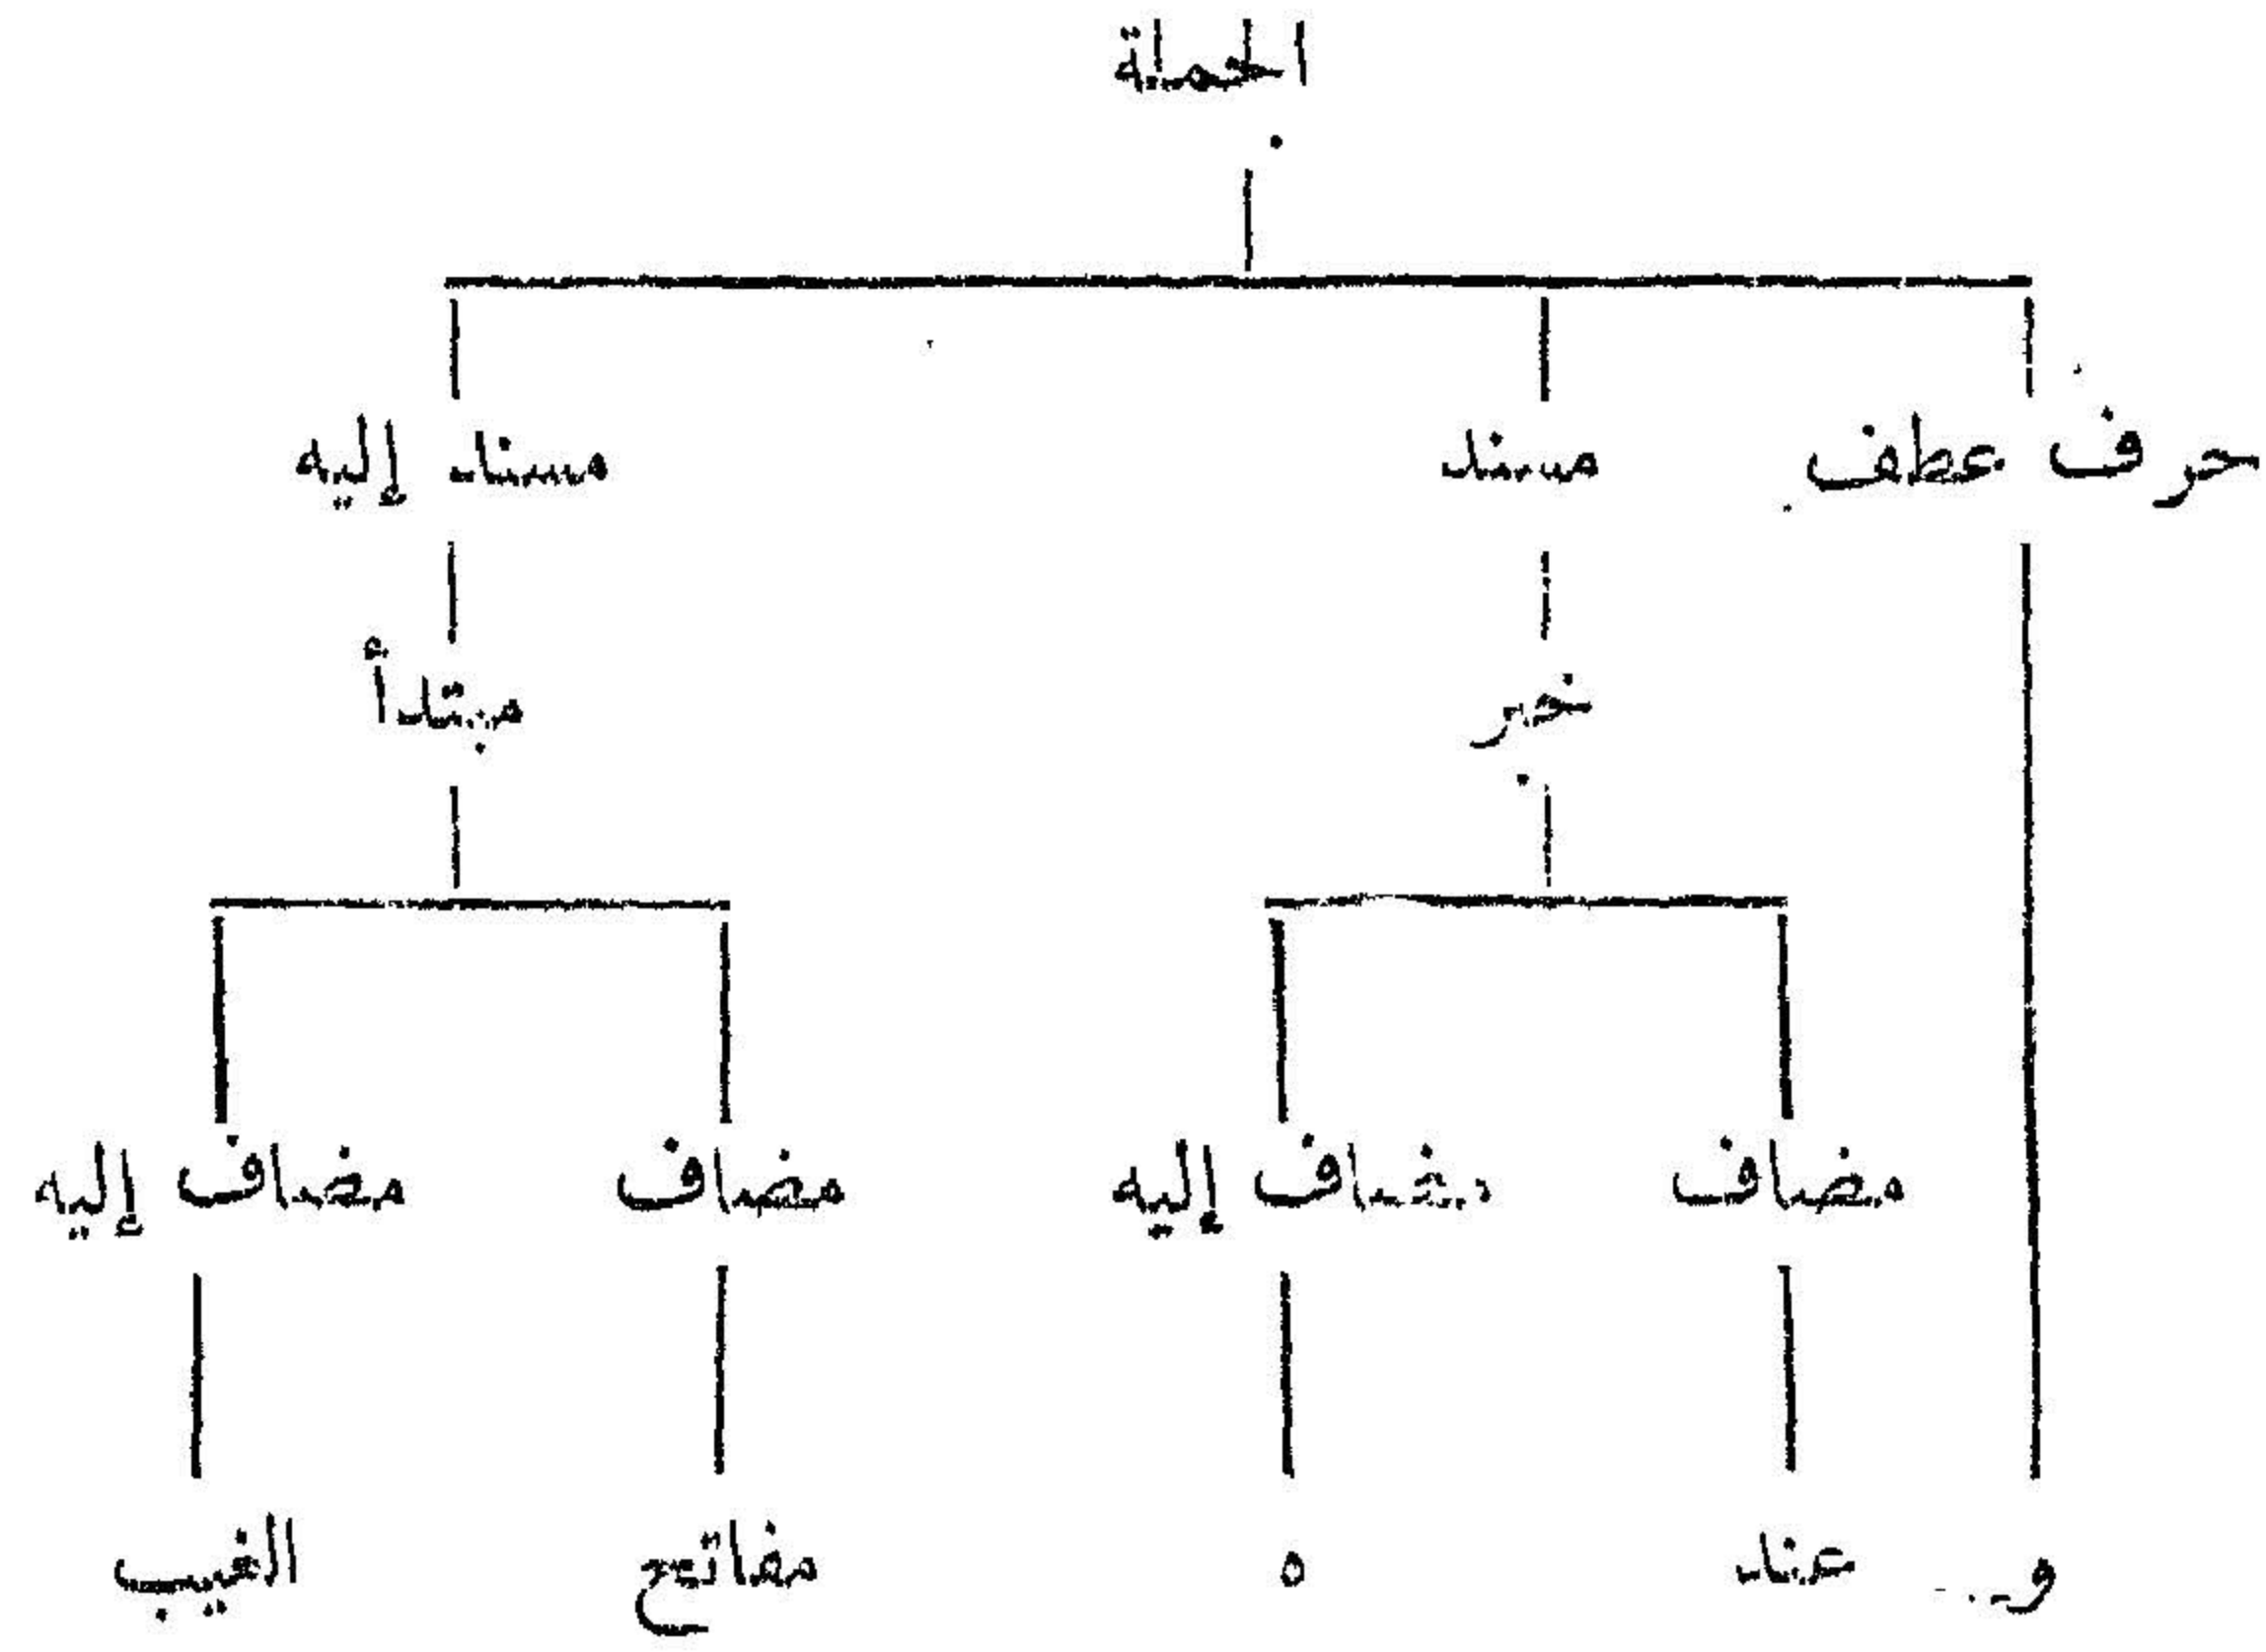 الجملة
حرف عطف مسند مسند إليه
خبر مبتدأ
مضاف مضاف إليه مضاف مضاف إليه
و عند ه مفاتح الغيب